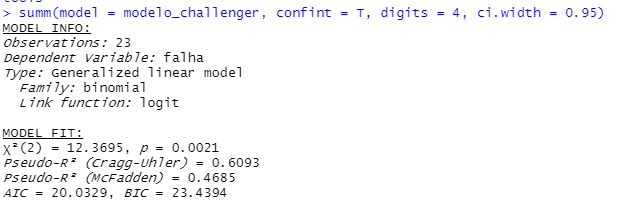 > summ(model = modelo_challenger, confint = T, digits = 4, ci.width = 0.95)
MODEL INFO:
Observations: 23
Dependent Variable: falha
Type: Generalized linear model
Family: binomial
Link function: logit
MODEL FIT:
χ²(2) = 12.3695, p = 0.0021
Pseudo-R² (Cragg-Uhler) = 0.6093
Pseudo-R² (McFadden) = 0.4685
AIC = 20.0329, BIC = 23.4394